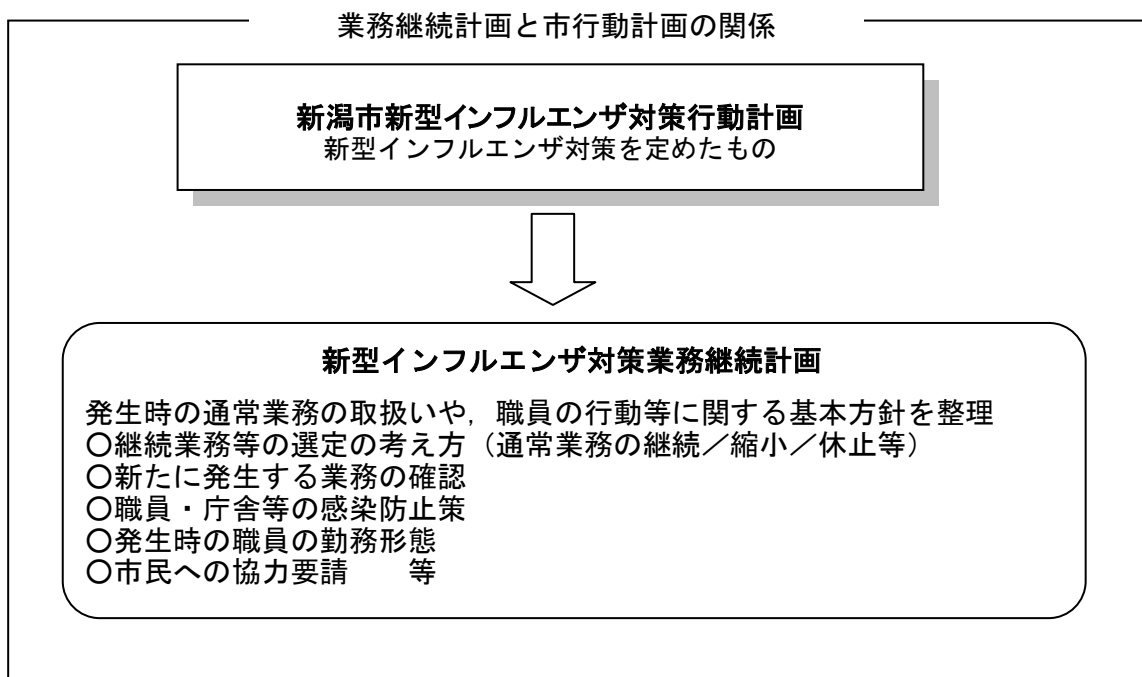 業務継続計画と市行動計画の関係
新潟市新型インフルエンザ対策行動計画
新型インフルエンザ対策を定めたもの
新型インフルエンザ対策業務継続計画
発生時の通常業務の取扱いや，職員の行動等に関する基本方針を整理
○継続業務等の選定の考え方（通常業務の継続／縮小／休止等）
○新たに発生する業務の確認
○職員・庁舎等の感染防止策
○発生時の職員の勤務形態
○市民への協力要請　　等